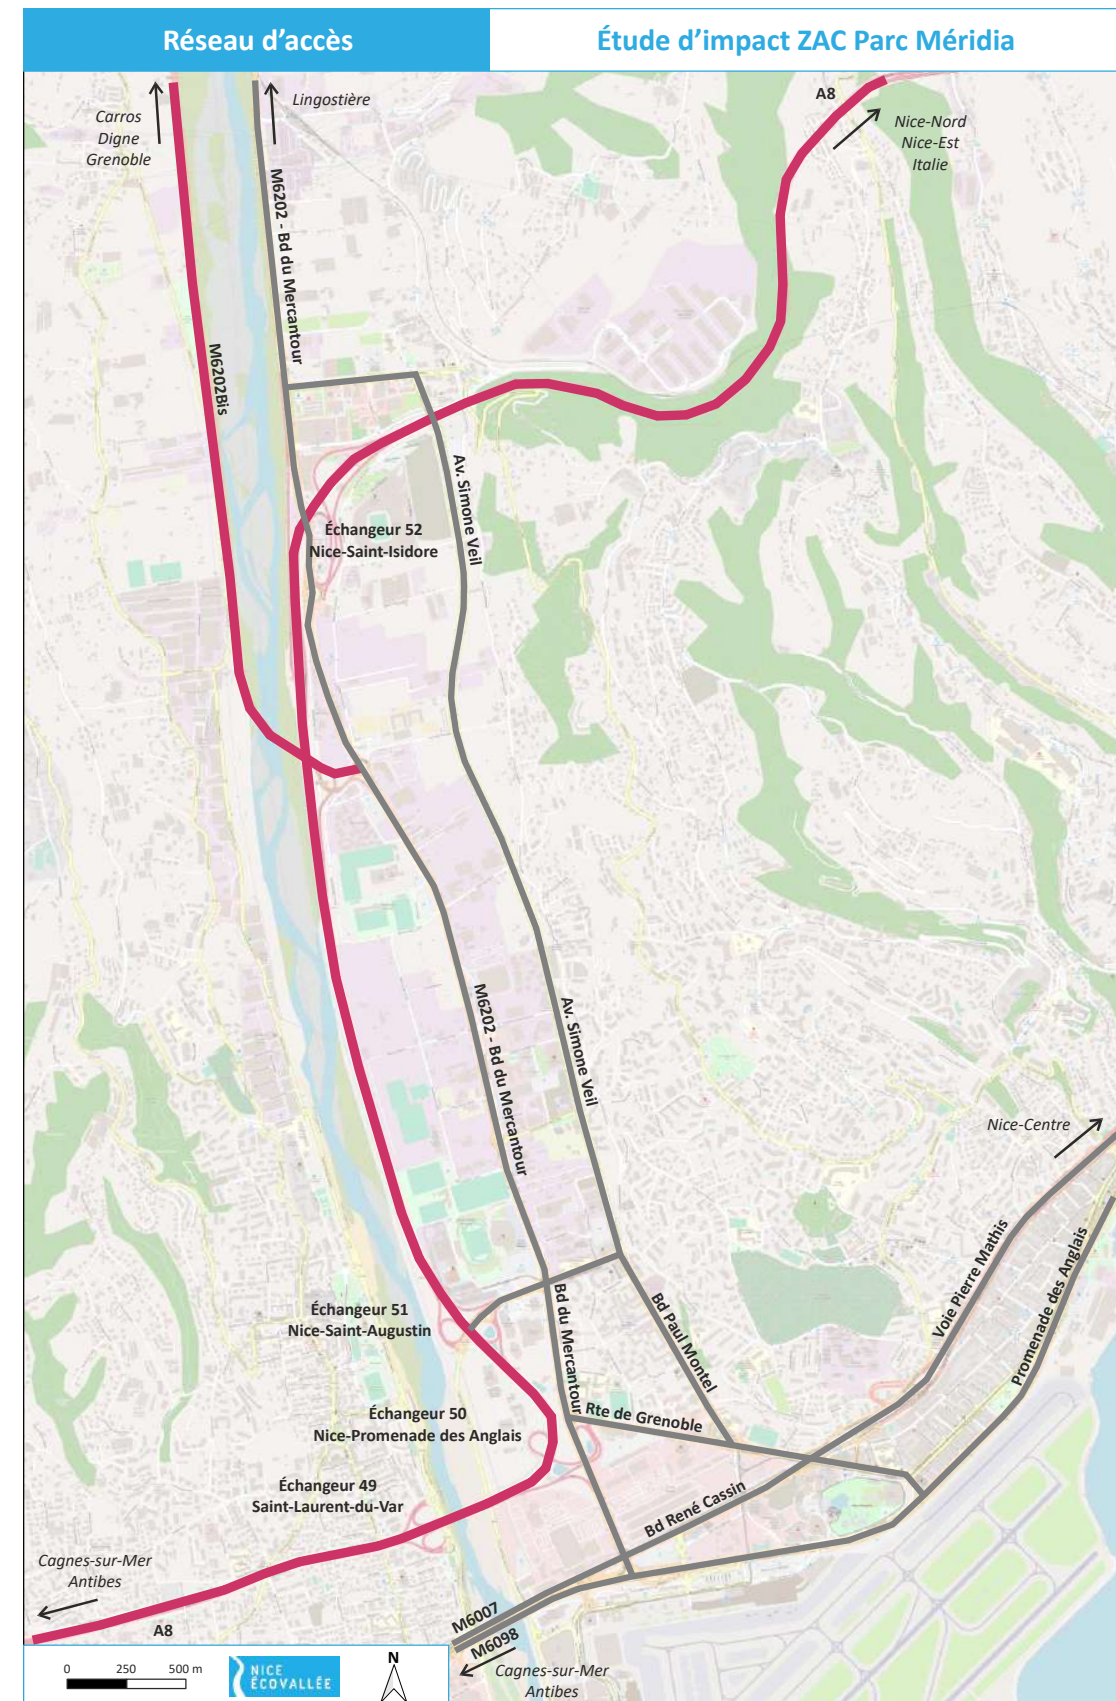 Réseau d'accès
Étude d'impact ZAC Parc Méridia
Carros
Digne
Grenoble
Lingostière
A8
Nice-Nord
Nice-Est
Italie
M6202 - Bd du Mercantour
M6202Bis
Av. Simone Veil
Échangeur 52
Nice-Saint-Isidore
M6202 - Bd du Mercantour
Av. Simone Veil
Nice-Centre
Voie Pierre Mathis
Promenade des Anglais
Échangeur 51
Nice-Saint-Augustin
Bd du Mercantour
Bd Paul Montel
Échangeur 50
Nice-Promenade des Anglais
Rte de Grenoble
Échangeur 49
Saint-Laurent-du-Var
Bd René Cassin
Cagnes-sur-Mer
Antibes
A8
M6007
M6098
Cagnes-sur-Mer
Antibes
0 250 500 m
NICE
ÉCOVALLÉE
N